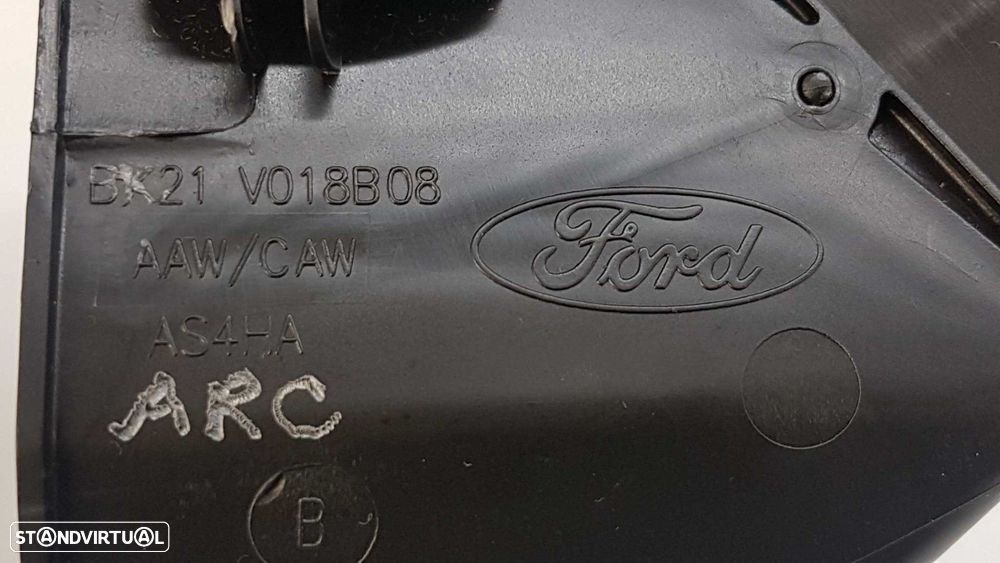 BK21 V018B08
AAW/CAW
Ford
AS4HA
ARC
B
STANDVIRTUAL